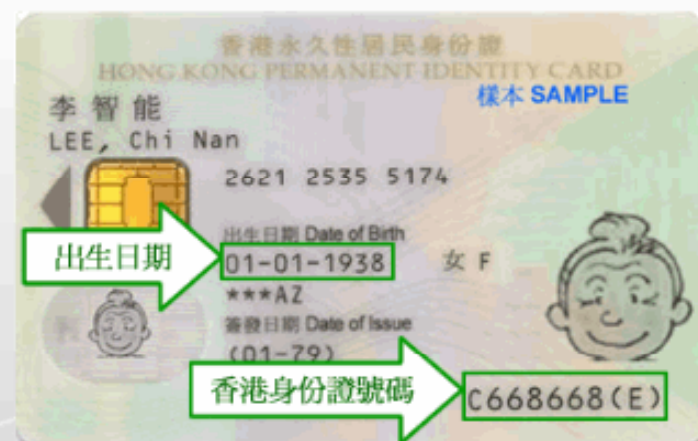 香港永久性居民身份證
HONG KONG PERMANENT IDENTITY CARD
樣本 SAMPLE
李智能
LEE, Chi Nan
2621 2535 5174
出生日期 Date of Birth
出生日期
01-01-1938 女 F
***AZ
簽發日期 Date of Issue
(01-79)
香港身份證號碼
C668668(E)